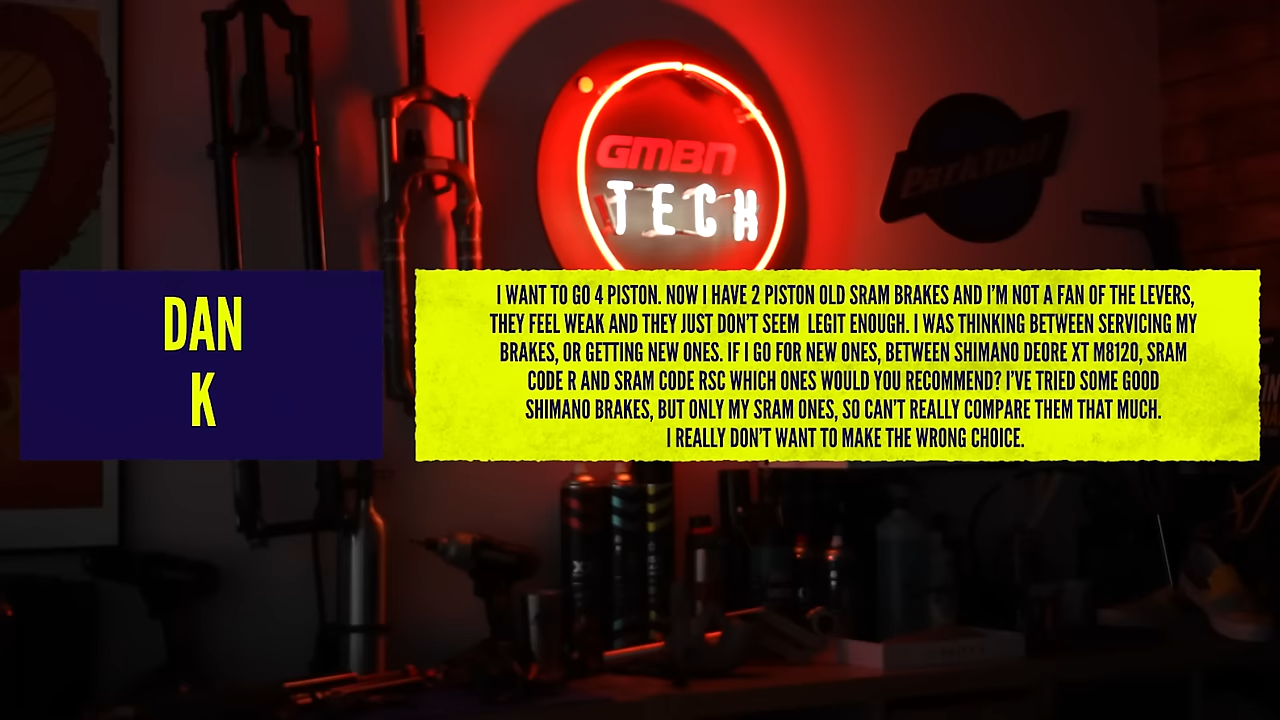 GMBN
TECH
ParkTool
DAN
K
I WANT TO GO 4 PISTON. NOW I HAVE 2 PISTON OLD SRAM BRAKES AND I'M NOT A FAN OF THE LEVERS,
THEY FEEL WEAK AND THEY JUST DON'T SEEM LEGIT ENOUGH. I WAS THINKING BETWEEN SERVICING MY
BRAKES, OR GETTING NEW ONES. IF I GO FOR NEW ONES, BETWEEN SHIMANO DEORE XT M8120, SRAM
CODE R AND SRAM CODE RSC WHICH ONES WOULD YOU RECOMMEND? I'VE TRIED SOME GOOD
SHIMANO BRAKES, BUT ONLY MY SRAM ONES, SO CAN'T REALLY COMPARE THEM THAT MUCH.
I REALLY DON'T WANT TO MAKE THE WRONG CHOICE.